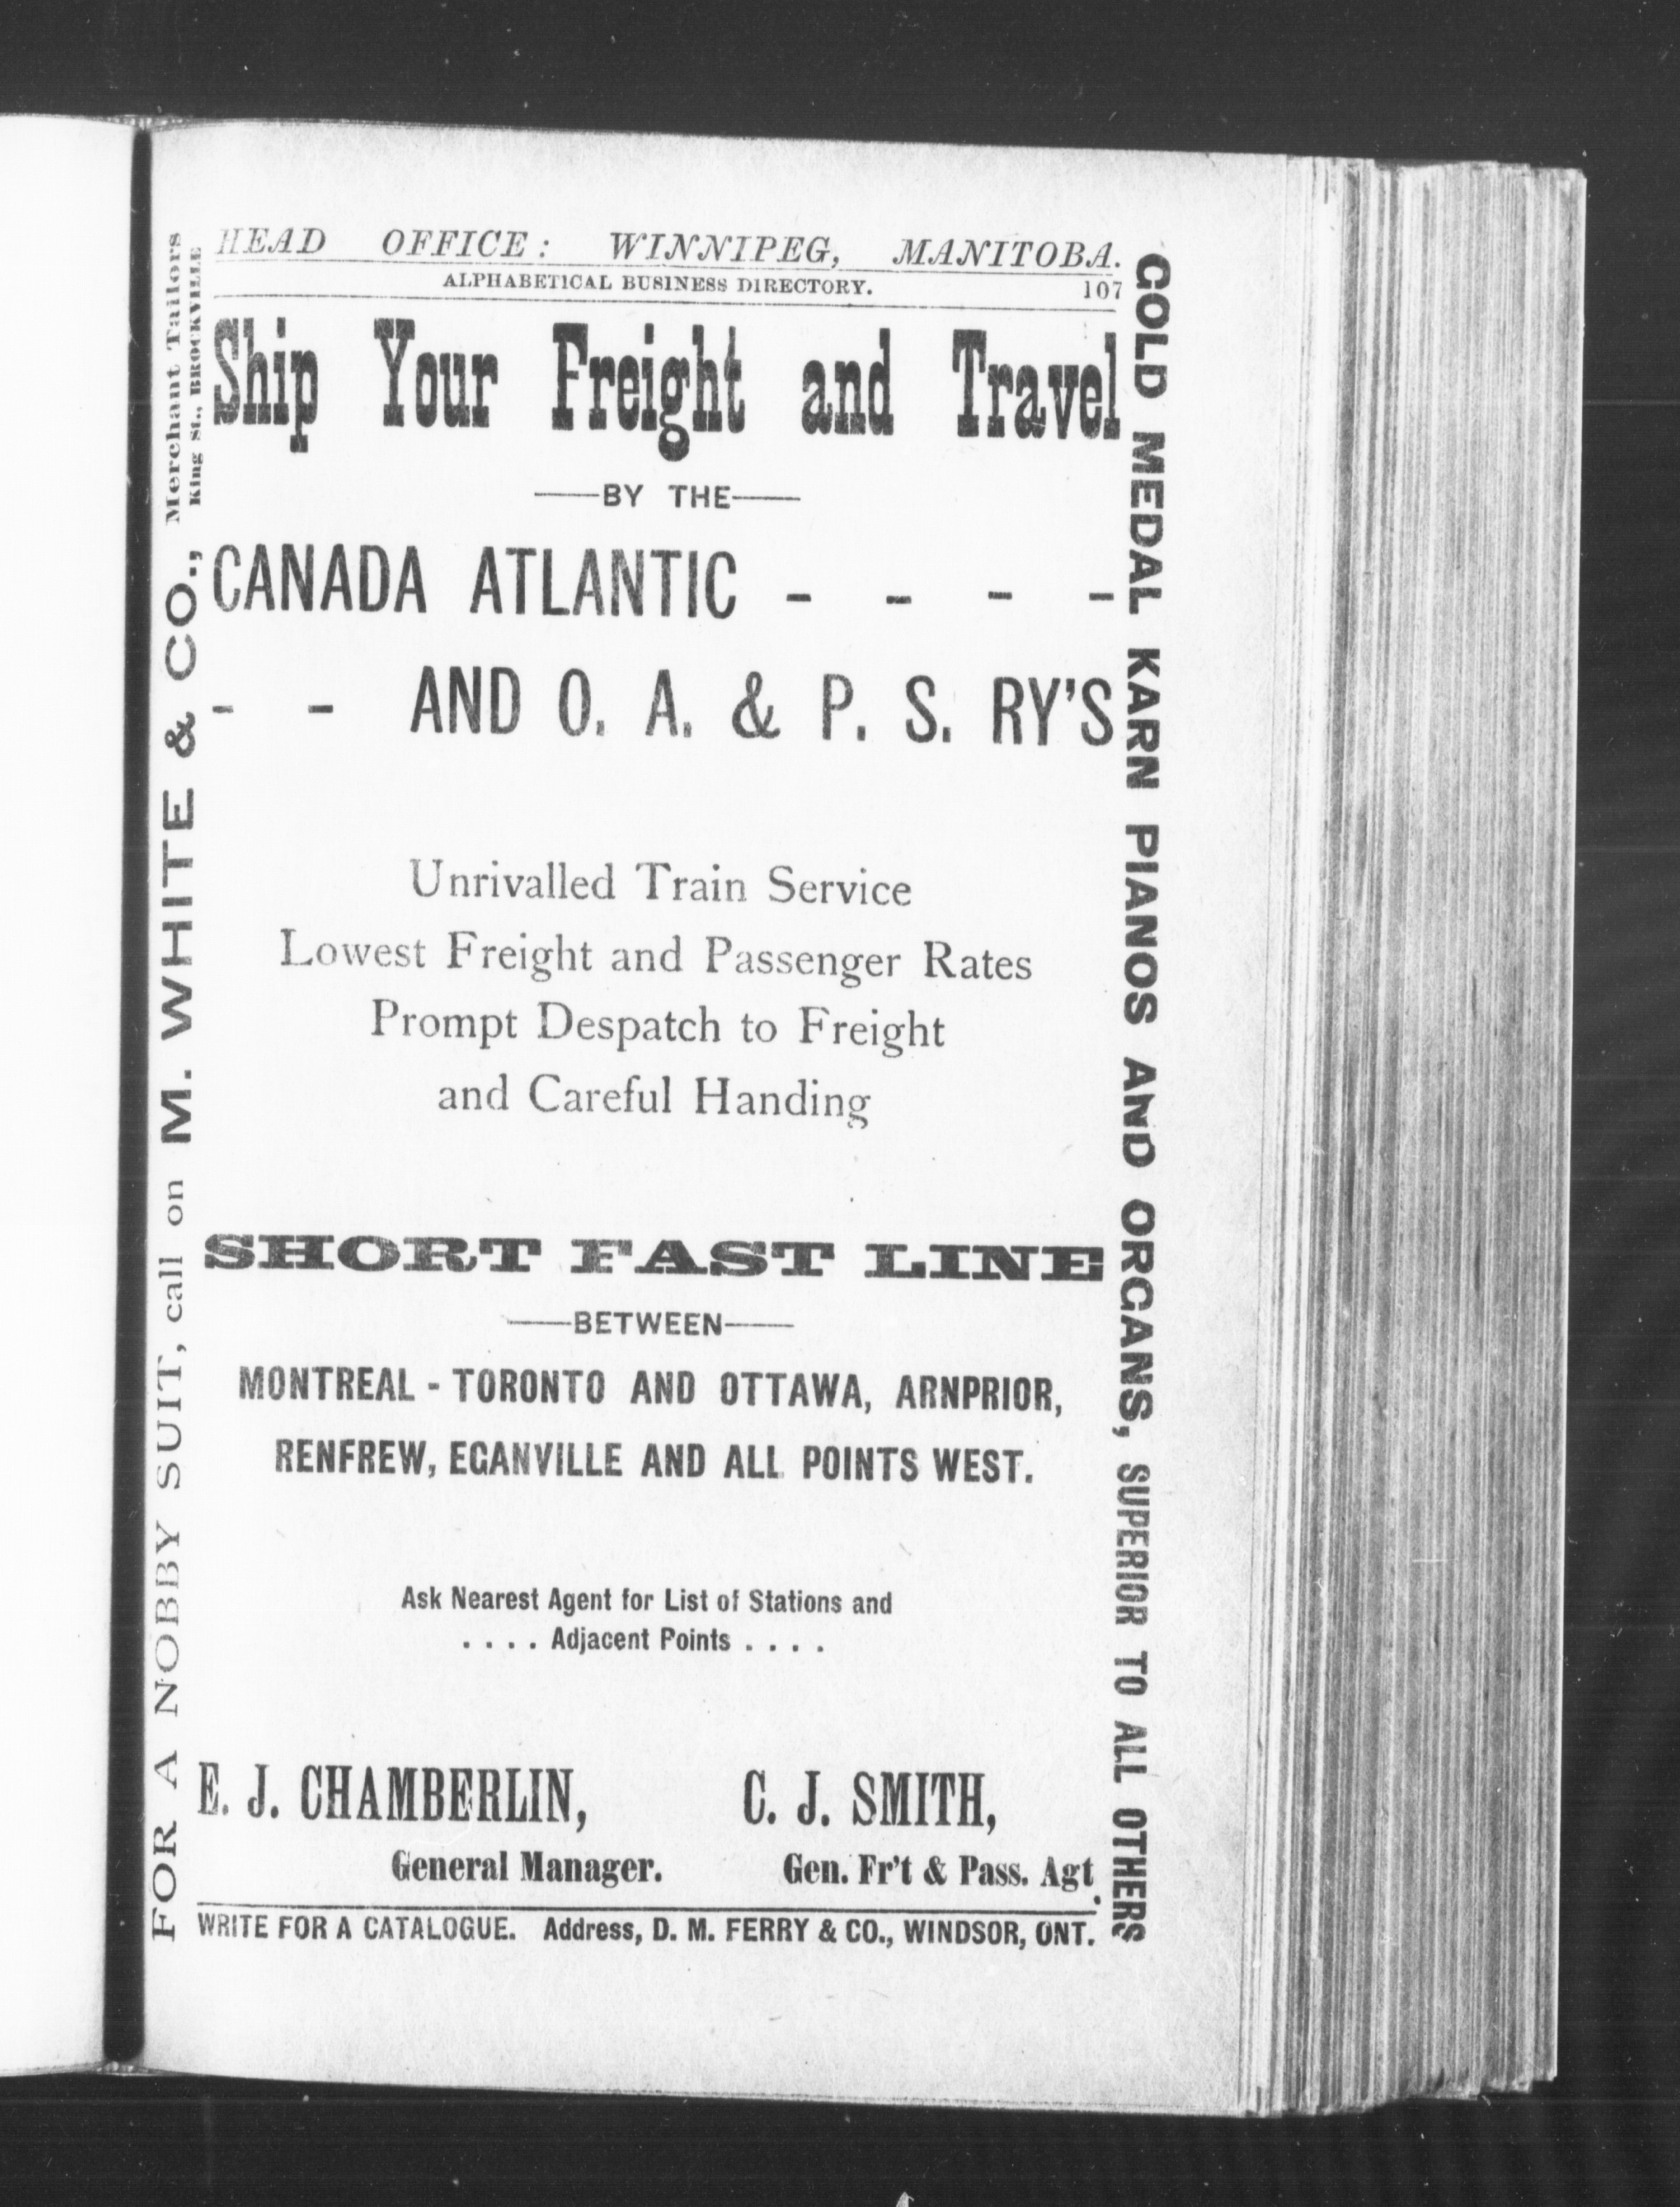 HEAD OFFICE: WINNIPEG, MANITOBA.
ALPHABETICAL BUSINESS DIRECTORY. 107
Ship Your Freight and Travel
——BY THE——
CANADA ATLANTIC - - - -
- - AND O. A. & P. S. RY'S
Unrivalled Train Service
Lowest Freight and Passenger Rates
Prompt Despatch to Freight
and Careful Handing
SHORT FAST LINE
——BETWEEN——
MONTREAL - TORONTO AND OTTAWA, ARNPRIOR,
RENFREW, EGANVILLE AND ALL POINTS WEST.
Ask Nearest Agent for List of Stations and
. . . . Adjacent Points . . . .
E. J. CHAMBERLIN, C. J. SMITH,
General Manager. Gen. Fr't & Pass. Agt.
WRITE FOR A CATALOGUE. Address, D. M. FERRY & CO., WINDSOR, ONT.
FOR A NOBBY SUIT, call on M. WHITE & CO., Merchant Tailors
King St., BROCKVILLE
GOLD MEDAL KARN PIANOS AND ORGANS, SUPERIOR TO ALL OTHERS